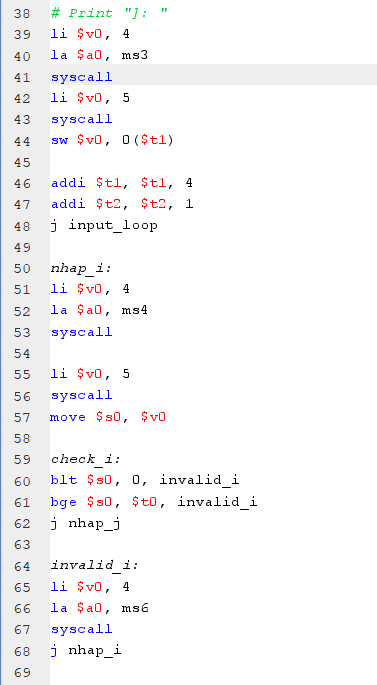 38 # Print "]: "
39 li $v0, 4
40 la $a0, ms3
41 syscall
42 li $v0, 5
43 syscall
44 sw $v0, 0($t1)
45
46 addi $t1, $t1, 4
47 addi $t2, $t2, 1
48 j input_loop
49
50 nhap_i:
51 li $v0, 4
52 la $a0, ms4
53 syscall
54
55 li $v0, 5
56 syscall
57 move $s0, $v0
58
59 check_i:
60 blt $s0, 0, invalid_i
61 bge $s0, $t0, invalid_i
62 j nhap_j
63
64 invalid_i:
65 li $v0, 4
66 la $a0, ms6
67 syscall
68 j nhap_i
69